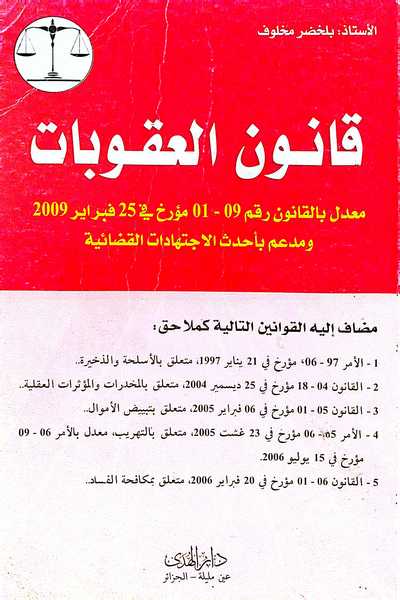 الأستاذ: بلخضر مخلوف
قانون العقوبات
معدل بالقانون رقم 09 - 01 مؤرخ في 25 فبراير 2009
ومدعم بأحدث الاجتهادات القضائية
مضاف إليه القوانين التالية كملاحق:
1 - الأمر 97 - 06، مؤرخ في 21 يناير 1997، متعلق بالأسلحة والذخيرة..
2 - القانون 04 - 18 مؤرخ في 25 ديسمبر 2004، متعلق بالمخدرات والمؤثرات العقلية..
3 - القانون 05 - 01 مؤرخ في 06 فبراير 2005، متعلق بتبييض الأموال..
4 - الأمر 05 - 06 مؤرخ في 23 غشت 2005، متعلق بالتهريب، معدل بالأمر 06 - 09
مؤرخ في 15 يوليو 2006.
5 - القانون 06 - 01 مؤرخ في 20 فبراير 2006، متعلق بمكافحة الفساد..
دار الهدى
عين مليلة - الجزائر